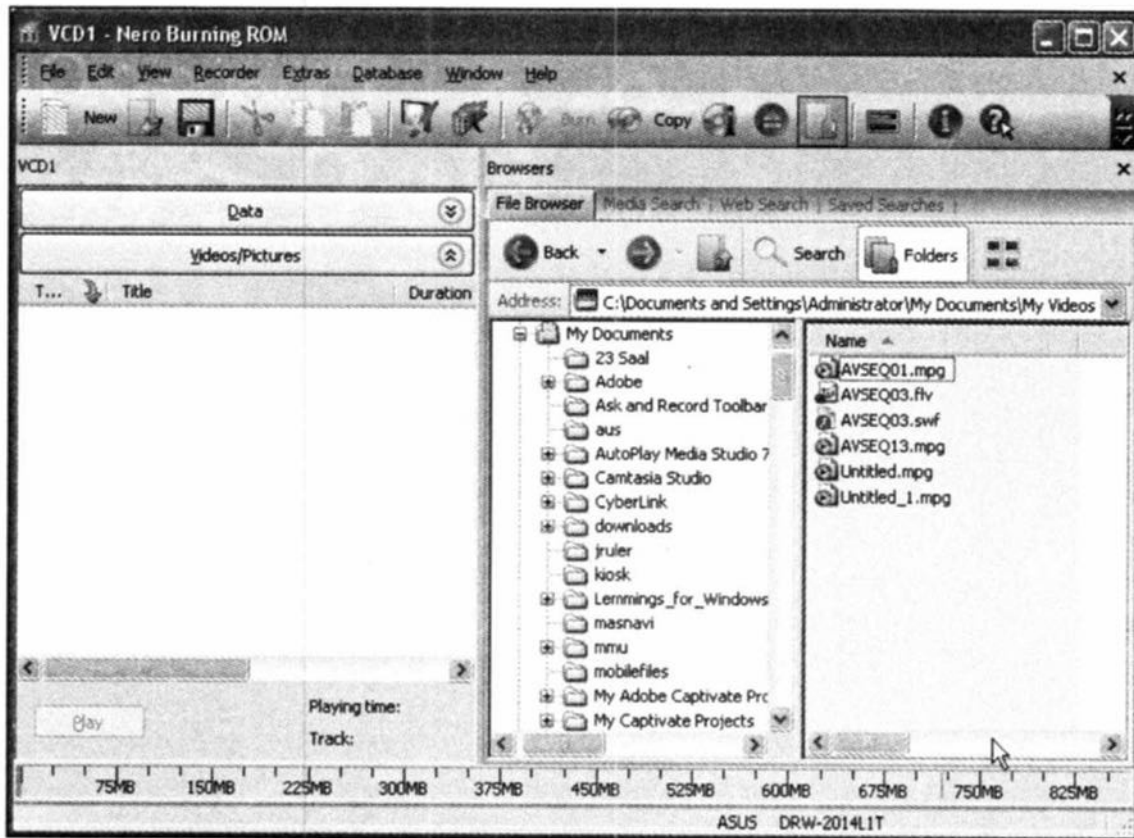 VCD1 - Nero Burning ROM
File Edit View Recorder Extras Database Window Help
New Burn Copy
VCD1
Data
Videos/Pictures
T... Title Duration
Play
Playing time:
Track:
Browsers
File Browser Media Search Web Search Saved Searches
Back Search Folders
Address: C:\Documents and Settings\Administrator\My Documents\My Videos
My Documents
23 Saal
Adobe
Ask and Record Toolbar
aus
AutoPlay Media Studio 7
Camtasia Studio
CyberLink
downloads
jruler
kiosk
Lemmings_for_Windows
masnavi
mmu
mobilefiles
My Adobe Captivate Prc
My Captivate Projects
Name
AVSEQ01.mpg
AVSEQ03.flv
AVSEQ03.swf
AVSEQ13.mpg
Untitled.mpg
Untitled_1.mpg
75MB 150MB 225MB 300MB 375MB 450MB 525MB 600MB 675MB 750MB 825MB
ASUS DRW-2014L1T